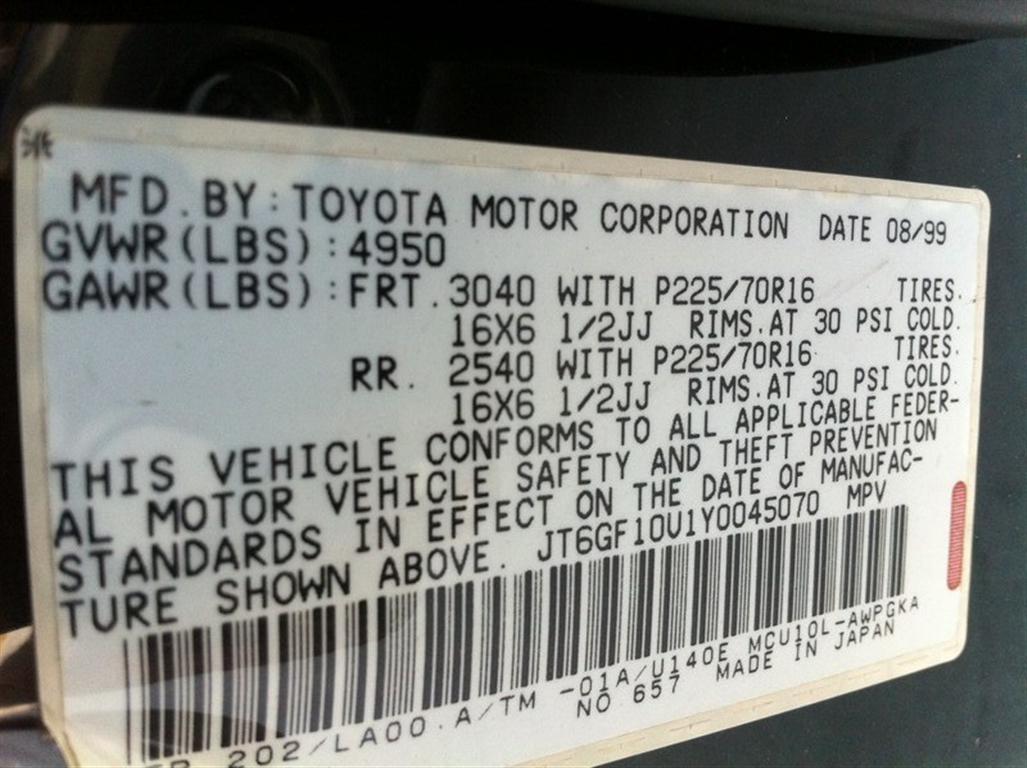 MFD.BY:TOYOTA MOTOR CORPORATION DATE 08/99
GVWR(LBS):4950
GAWR(LBS):FRT.3040 WITH P225/70R16 TIRES.
16X6 1/2JJ RIMS.AT 30 PSI COLD.
RR. 2540 WITH P225/70R16 TIRES.
16X6 1/2JJ RIMS.AT 30 PSI COLD.
THIS VEHICLE CONFORMS TO ALL APPLICABLE FEDER-
AL MOTOR VEHICLE SAFETY AND THEFT PREVENTION
STANDARDS IN EFFECT ON THE DATE OF MANUFAC-
TURE SHOWN ABOVE. JT6GF10U1Y0045070 MPV
202/LA00.A/TM -01A/U140E MCU10L-AWPGKA
NO 657 MADE IN JAPAN